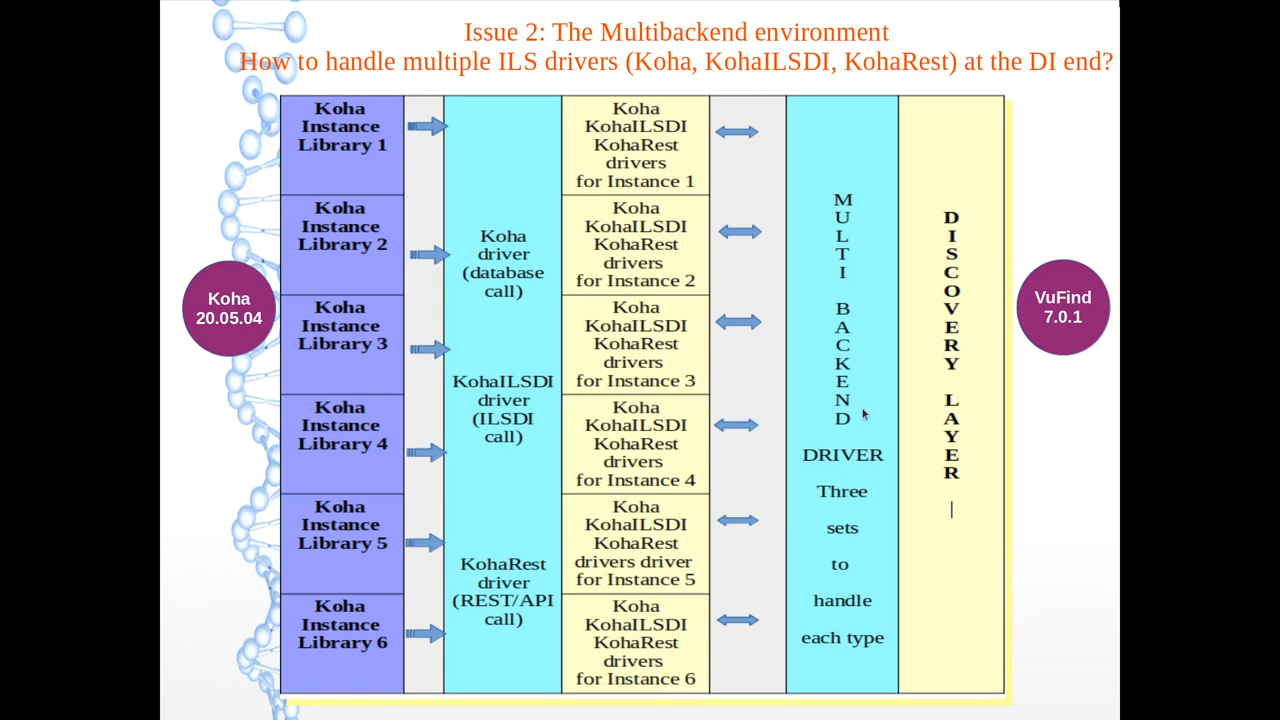 Issue 2: The Multibackend environment
How to handle multiple ILS drivers (Koha, KohaILSDI, KohaRest) at the DI end?
Koha
20.05.04
Koha
Instance
Library 1
Koha
Instance
Library 2
Koha
Instance
Library 3
Koha
Instance
Library 4
Koha
Instance
Library 5
Koha
Instance
Library 6
Koha
driver
(database
call)
KohaILSDI
driver
(ILSDI
call)
KohaRest
driver
(REST/API
call)
Koha
KohaILSDI
KohaRest
drivers
for Instance 1
Koha
KohaILSDI
KohaRest
drivers
for Instance 2
Koha
KohaILSDI
KohaRest
drivers
for Instance 3
Koha
KohaILSDI
KohaRest
drivers
for Instance 4
Koha
KohaILSDI
KohaRest
drivers driver
for Instance 5
Koha
KohaILSDI
KohaRest
drivers
for Instance 6
M
U
L
T
I
B
A
C
K
E
N
D
DRIVER
Three
sets
to
handle
each type
D
I
S
C
O
V
E
R
Y
L
A
Y
E
R
|
VuFind
7.0.1